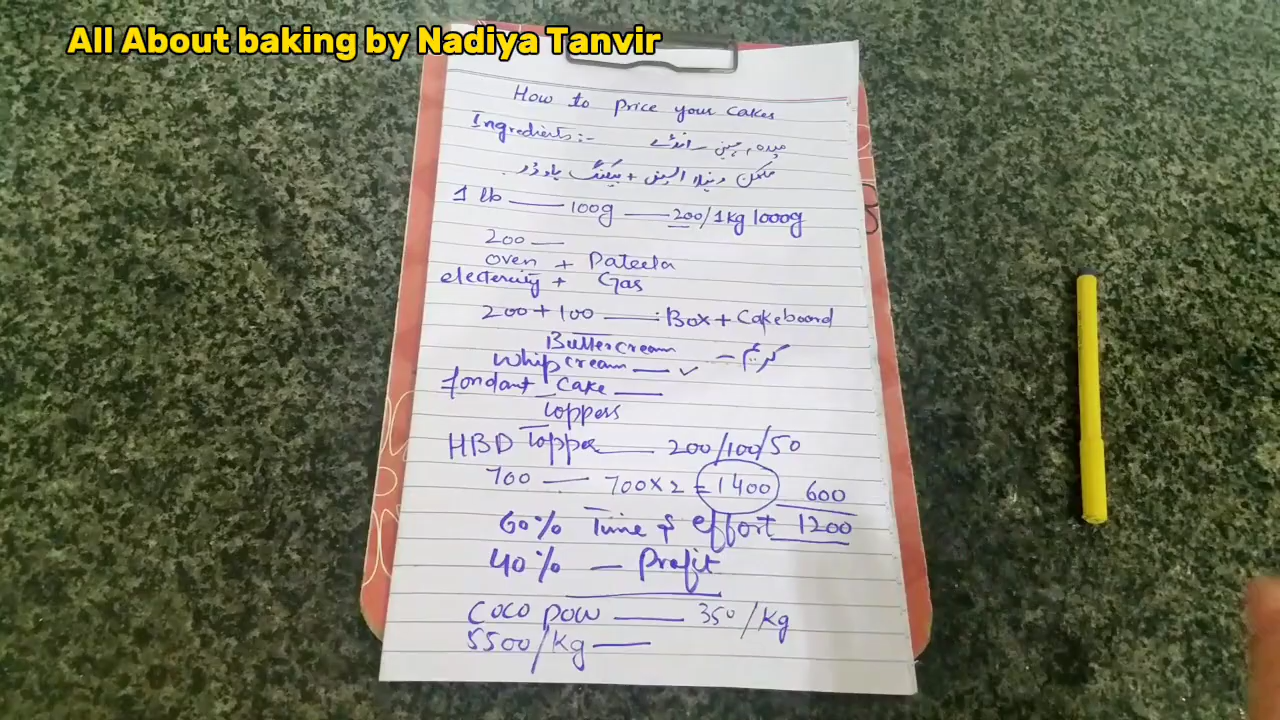 All About baking by Nadiya Tanvir
How to price your cakes
Ingredients:- میدہ، چینی، انڈے
مکھن ونیلا ایسنس + بیکنگ پاوڈر
1 lb — 100g — 200/1kg 1000g
200 —
oven + Pateela
electericity + Gas
200 + 100 — Box + Cakeboard
Buttercream
Whipcream — ✓ – کریم
fondant Cake —
toppers
HBD Topper — 200/100/50
700 — 700x2 = 1400 600
60% Time & effort 1200
40% — Profit
COCO POW — 350/Kg
5500/Kg —